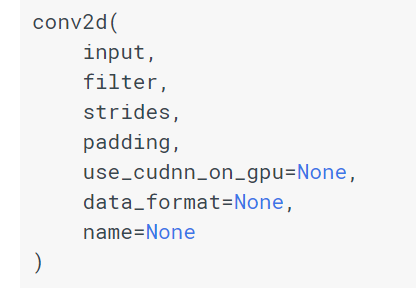 conv2d(
    input,
    filter,
    strides,
    padding,
    use_cudnn_on_gpu=None,
    data_format=None,
    name=None
)